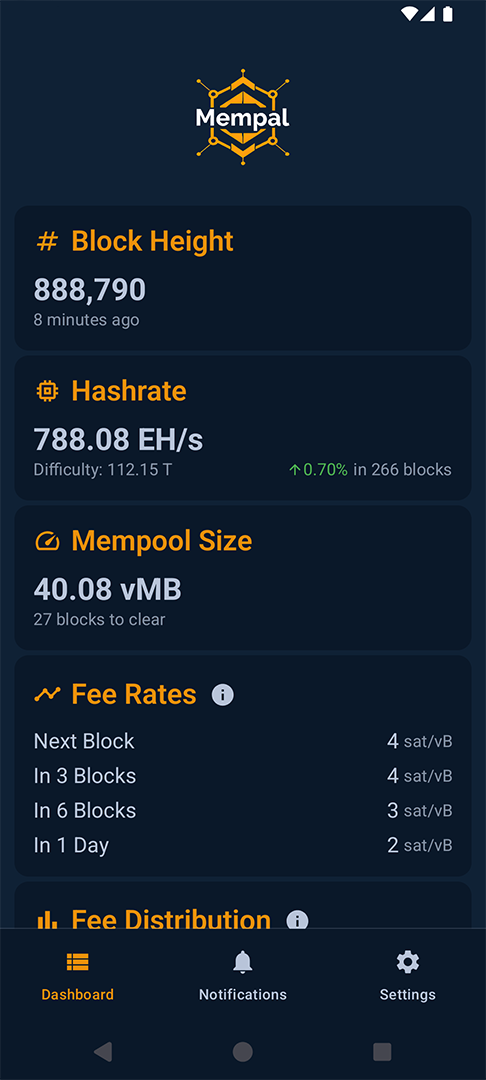 Mempal
Block Height
888,790
8 minutes ago
Hashrate
788.08 EH/s
Difficulty: 112.15 T ↑0.70% in 266 blocks
Mempool Size
40.08 vMB
27 blocks to clear
Fee Rates
Next Block 4 sat/vB
In 3 Blocks 4 sat/vB
In 6 Blocks 3 sat/vB
In 1 Day 2 sat/vB
Fee Distribution
Dashboard Notifications Settings